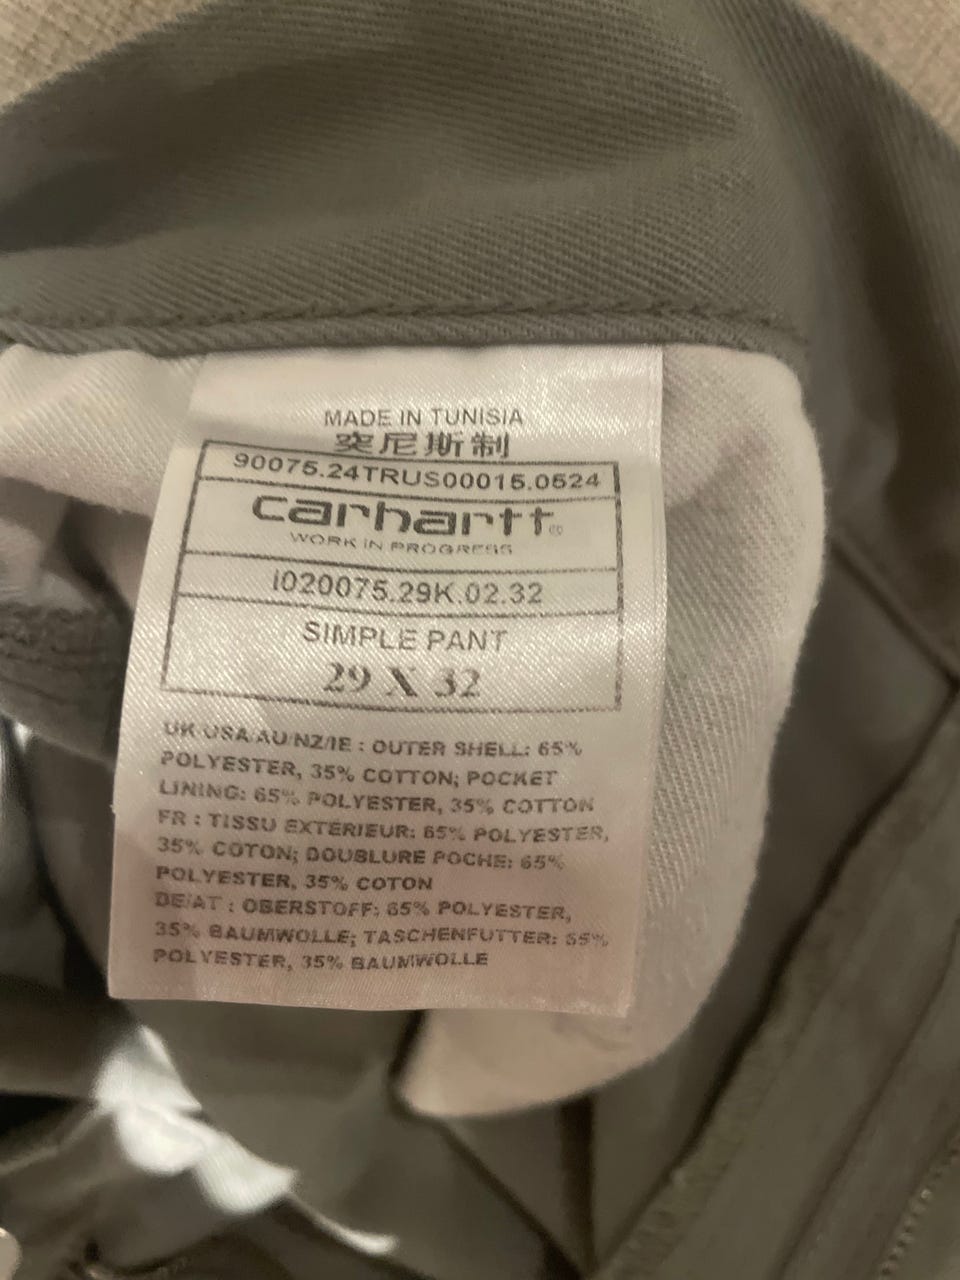 MADE IN TUNISIA
突尼斯制
90075.24TRUS00015.0524
carhartt®
WORK IN PROGRESS
I020075.29K.02.32
SIMPLE PANT
29 X 32
UK/USA/AU/NZ/IE : OUTER SHELL: 65%
POLYESTER, 35% COTTON; POCKET
LINING: 65% POLYESTER, 35% COTTON
FR : TISSU EXTERIEUR: 65% POLYESTER,
35% COTON; DOUBLURE POCHE: 65%
POLYESTER, 35% COTON
DE/AT : OBERSTOFF: 65% POLYESTER,
35% BAUMWOLLE; TASCHENFUTTER: 65%
POLYESTER, 35% BAUMWOLLE